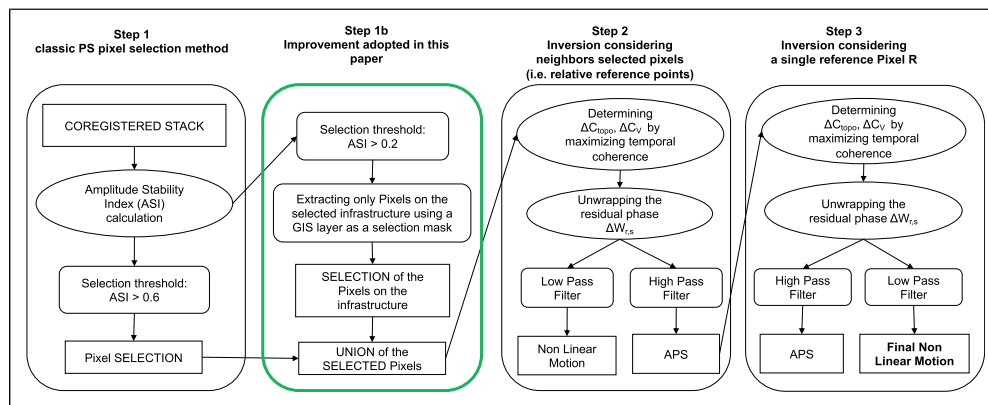 Step 1
classic PS pixel selection method
COREGISTERED STACK
Amplitude Stability
Index (ASI)
calculation
Selection threshold:
ASI > 0.6
Pixel SELECTION
Step 1b
Improvement adopted in this
paper
Selection threshold:
ASI > 0.2
Extracting only Pixels on the
selected infrastructure using a
GIS layer as a selection mask
SELECTION of the
Pixels on the
infrastructure
UNION of the
SELECTED Pixels
Step 2
Inversion considering
neighbors selected pixels
(i.e. relative reference points)
Determining
ΔCtopo, ΔCV by
maximizing temporal
coherence
Unwrapping the
residual phase
ΔWr,s
Low Pass
Filter
High Pass
Filter
Non Linear
Motion
APS
Step 3
Inversion considering
a single reference Pixel R
Determining
ΔCtopo, ΔCV by
maximizing temporal
coherence
Unwrapping the
residual phase ΔWr,s
High Pass
Filter
Low Pass
Filter
APS
Final Non
Linear Motion